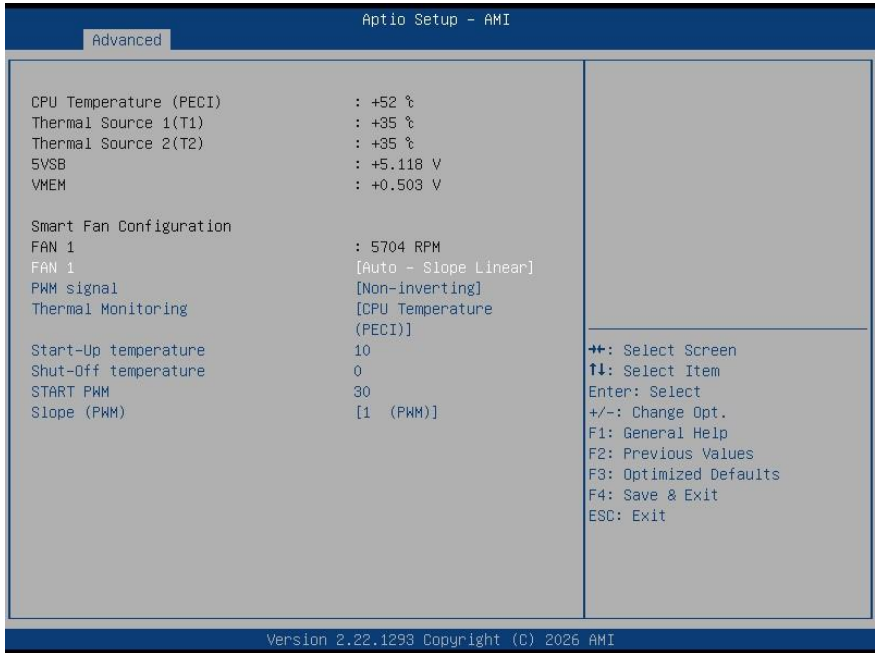 Aptio Setup - AMI
Advanced
CPU Temperature (PECI) : +52 ℃
Thermal Source 1(T1) : +35 ℃
Thermal Source 2(T2) : +35 ℃
5VSB : +5.118 V
VMEM : +0.503 V
Smart Fan Configuration
FAN 1 : 5704 RPM
FAN 1 [Auto - Slope Linear]
PWM signal [Non-inverting]
Thermal Monitoring [CPU Temperature
(PECI)]
Start-Up temperature 10
Shut-Off temperature 0
START PWM 30
Slope (PWM) [1 (PWM)]
→←: Select Screen
↑↓: Select Item
Enter: Select
+/-: Change Opt.
F1: General Help
F2: Previous Values
F3: Optimized Defaults
F4: Save & Exit
ESC: Exit
Version 2.22.1293 Copyright (C) 2026 AMI